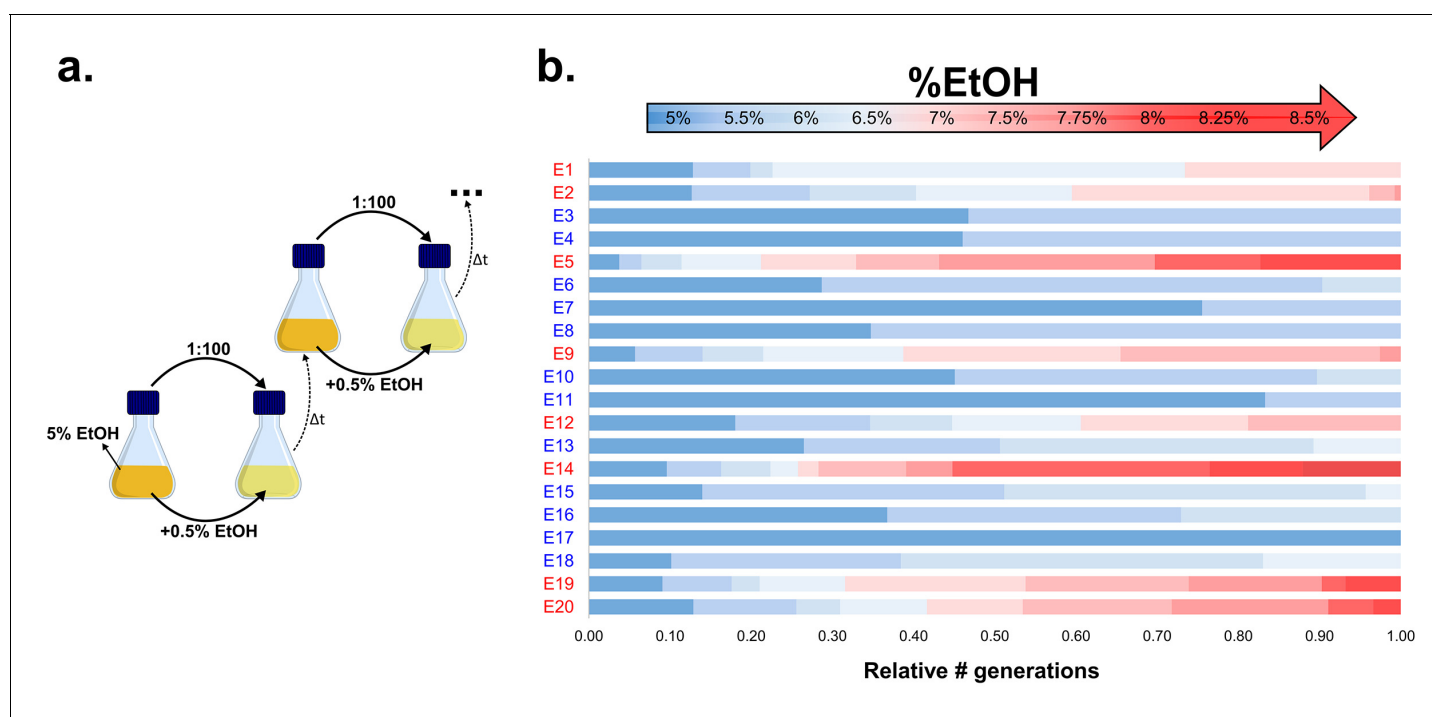 a.
1:100
Δt
+0.5% EtOH
1:100
5% EtOH
Δt
+0.5% EtOH
b.
%EtOH
5% 5.5% 6% 6.5% 7% 7.5% 7.75% 8% 8.25% 8.5%
E1
E2
E3
E4
E5
E6
E7
E8
E9
E10
E11
E12
E13
E14
E15
E16
E17
E18
E19
E20
0.00 0.10 0.20 0.30 0.40 0.50 0.60 0.70 0.80 0.90 1.00
Relative # generations